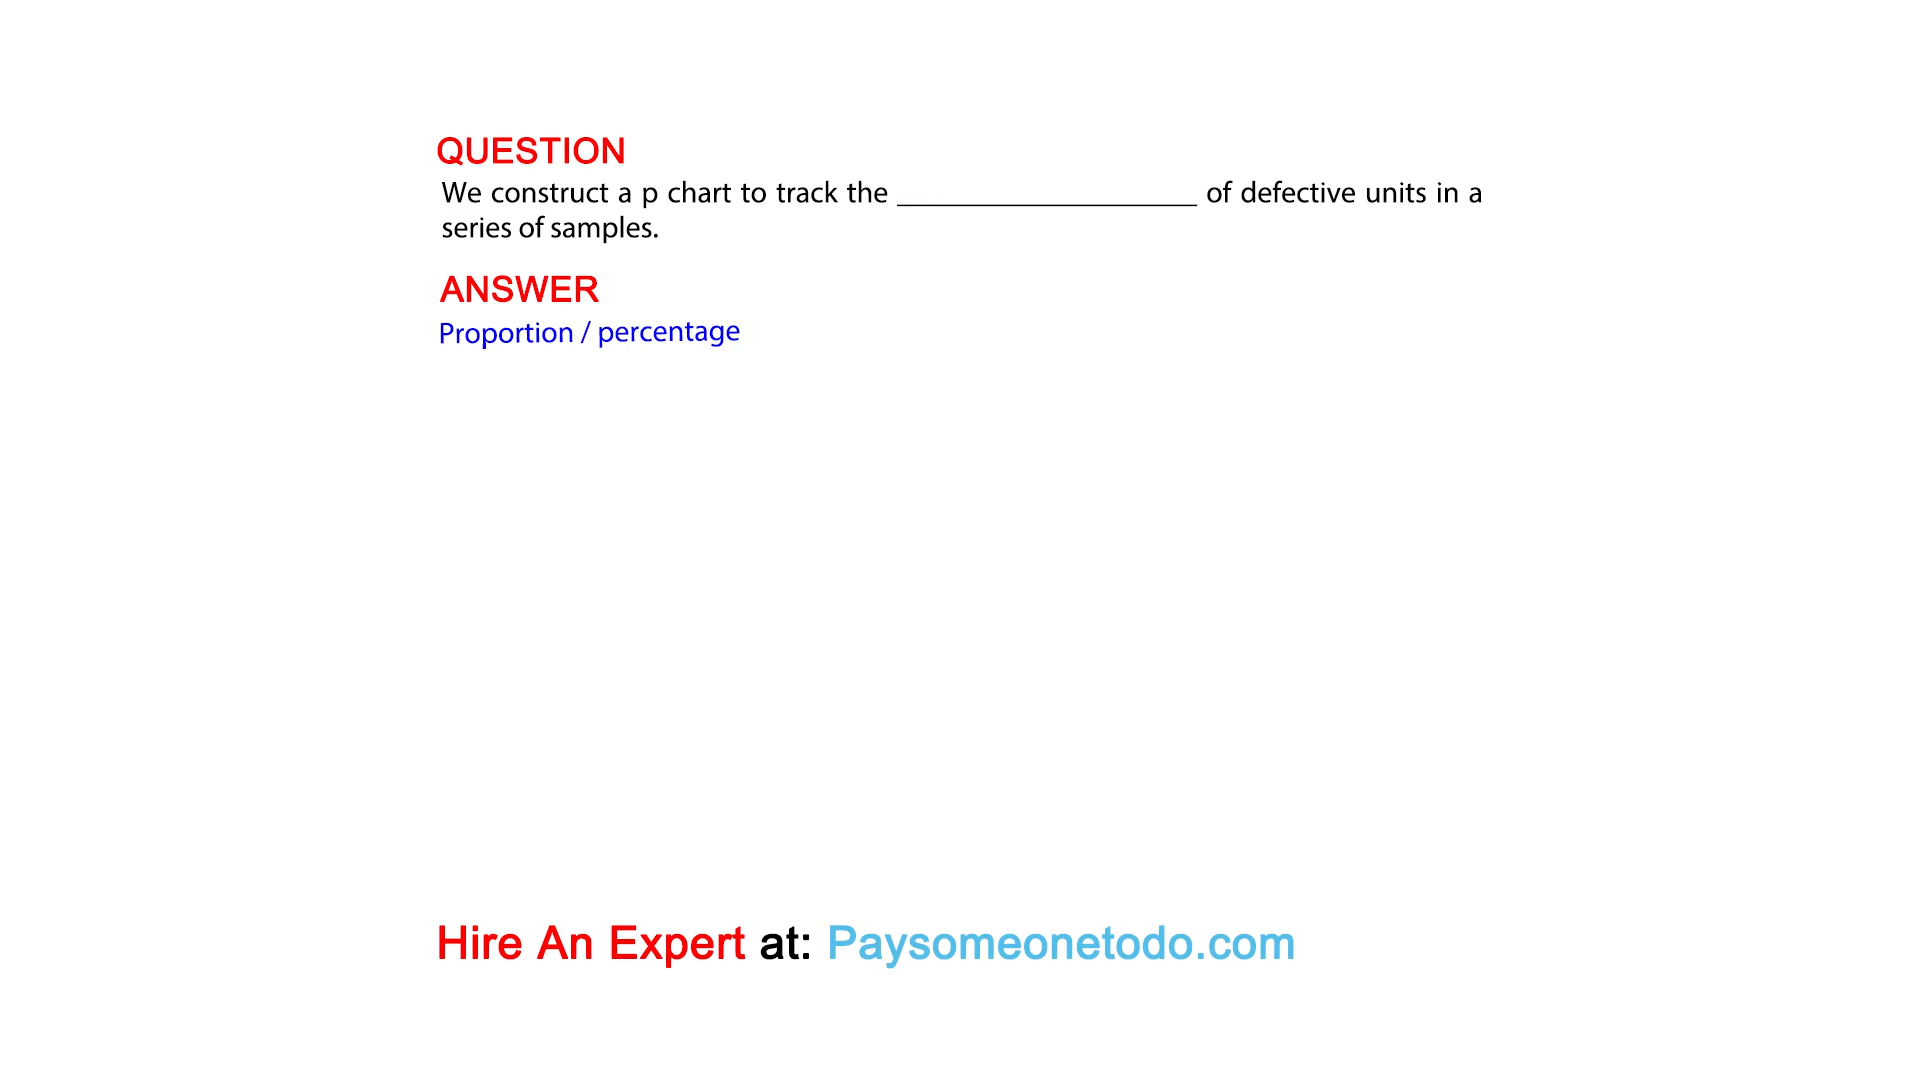 QUESTION
We construct a p chart to track the ____________________ of defective units in a
series of samples.
ANSWER
Proportion / percentage
Hire An Expert at: Paysomeonetodo.com